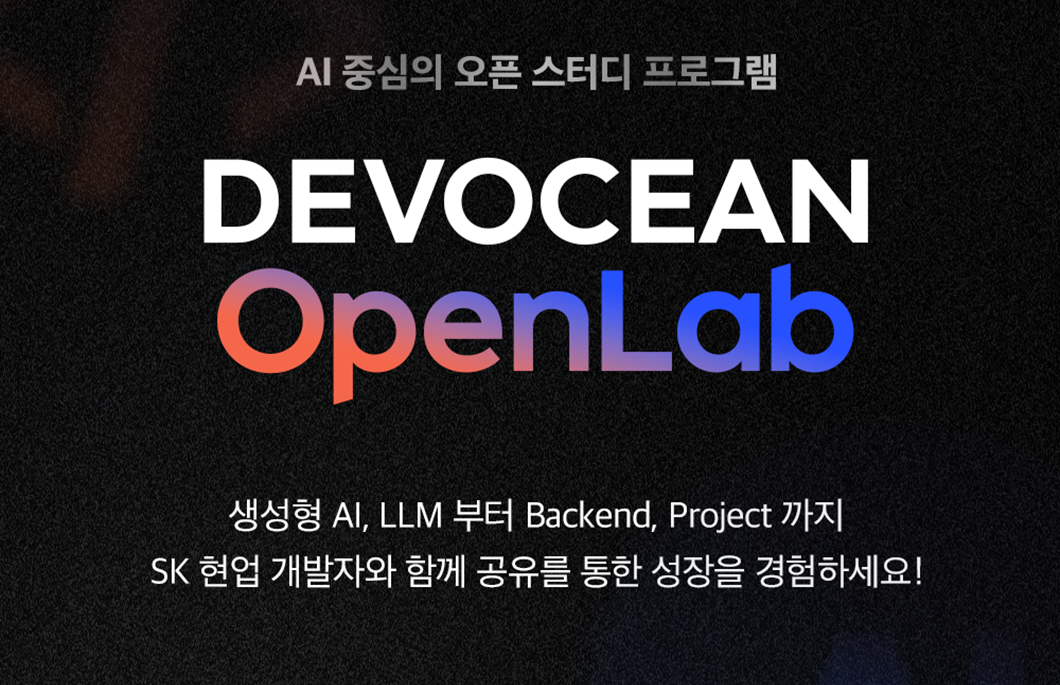 AI 중심의 오픈 스터디 프로그램
DEVOCEAN
OpenLab
생성형 AI, LLM 부터 Backend, Project 까지
SK 현업 개발자와 함께 공유를 통한 성장을 경험하세요!